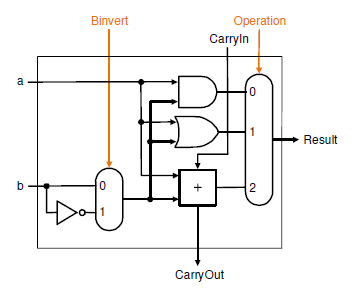 Binvert
Operation
CarryIn
a
0
1
Result
b
0
1
+
2
CarryOut